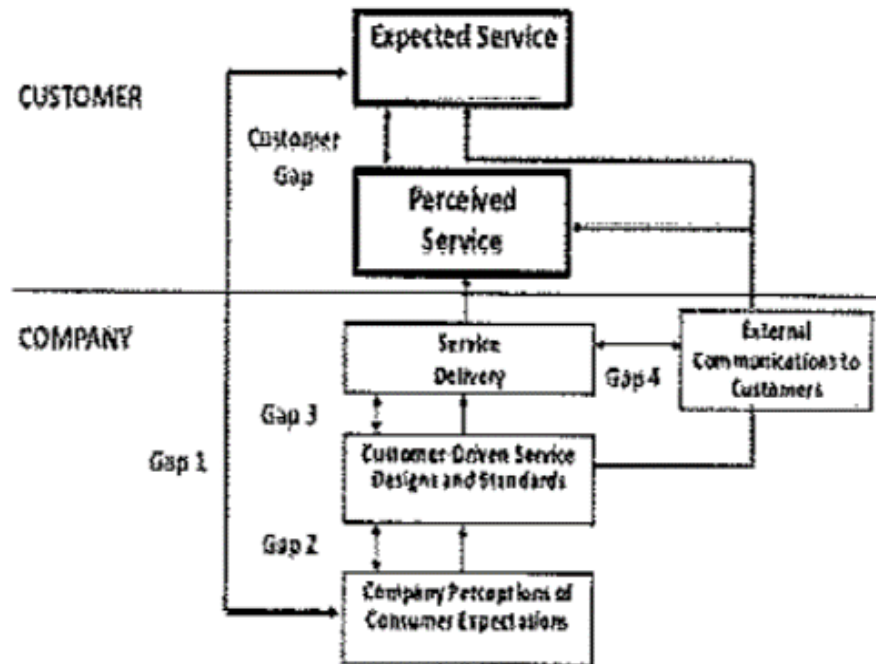 Expected Service
CUSTOMER
Customer
Gap
Perceived
Service
COMPANY
Service
Delivery
External
Communications to
Customers
Gap 4
Gap 3
Customer-Driven Service
Designs and Standards
Gap 1
Gap 2
Company Perceptions of
Consumer Expectations